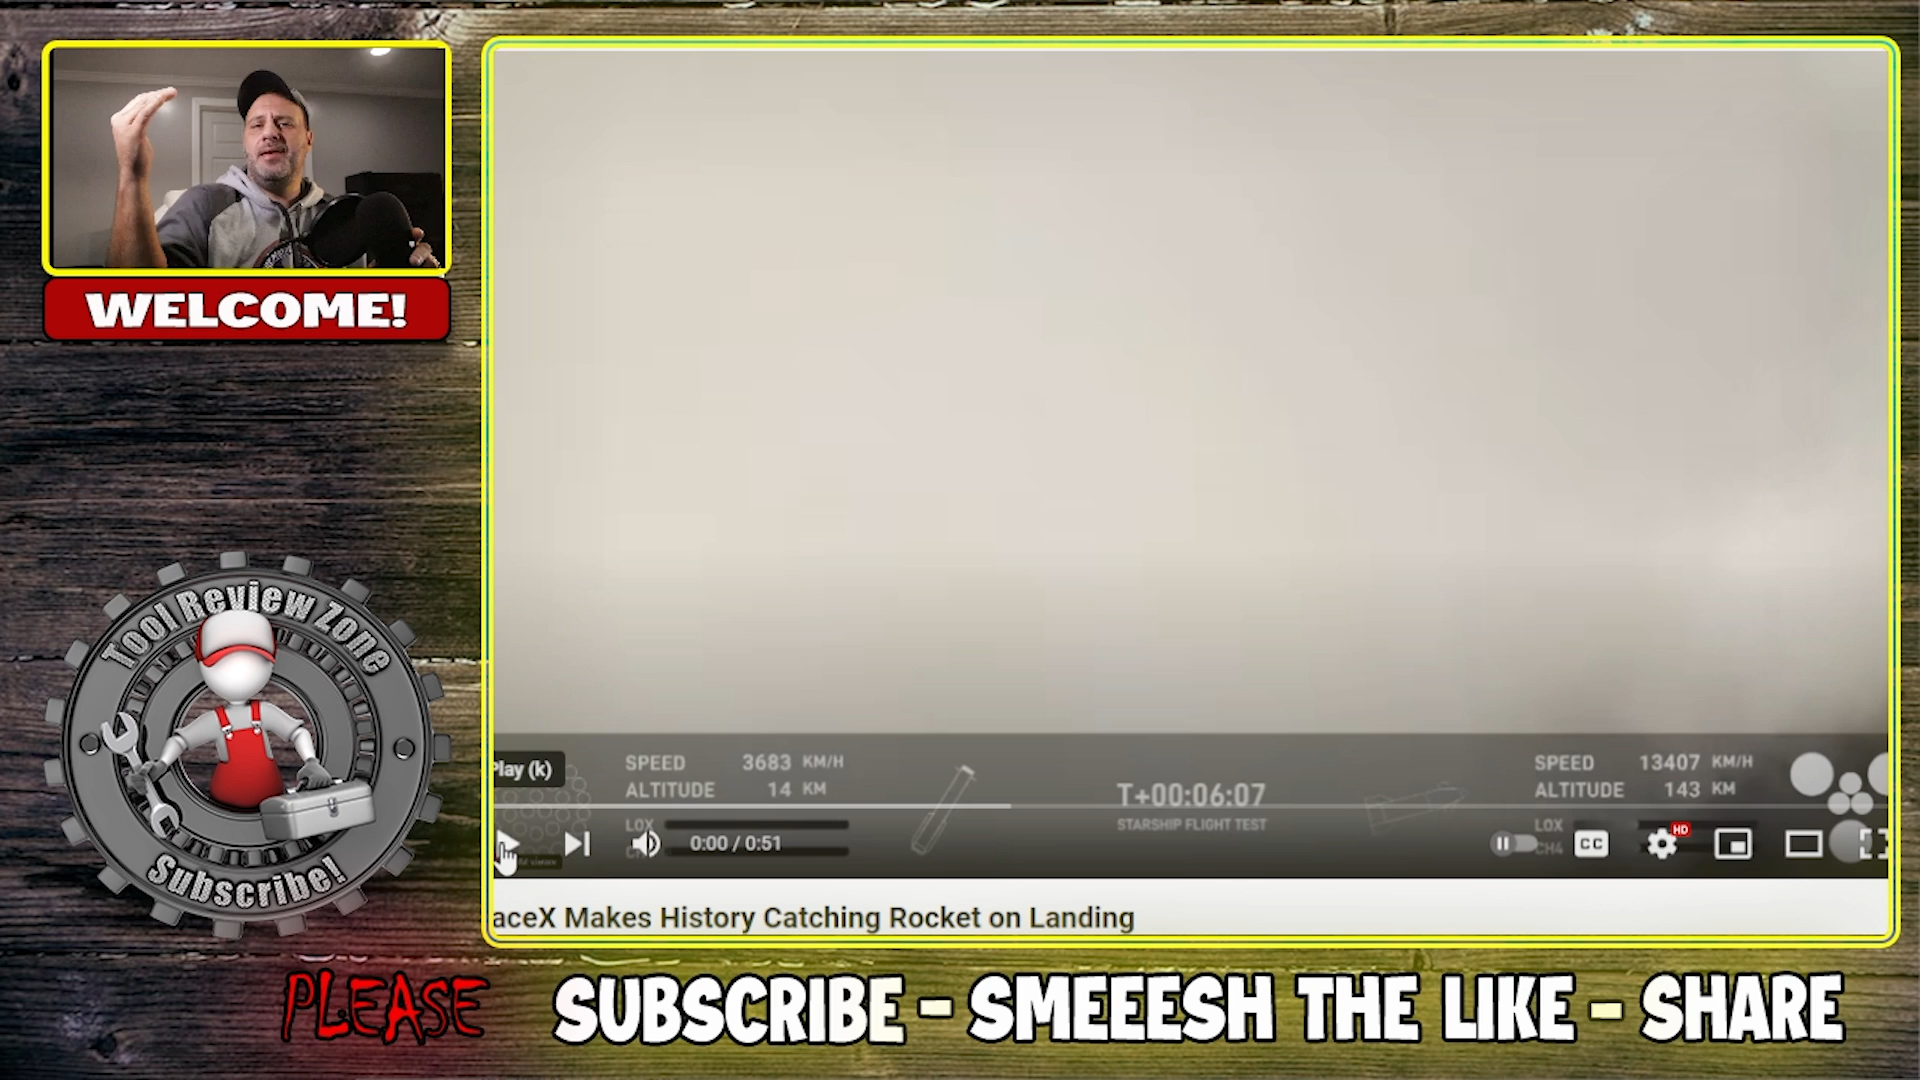 WELCOME!
Tool Review Zone
Subscribe!
Play (k)
SPEED 3683 KM/H
ALTITUDE 14 KM
LOX
T+00:06:07
STARSHIP FLIGHT TEST
SPEED 13407 KM/H
ALTITUDE 143 KM
LOX
CH4
0:00 / 0:51
CC
HD
aceX Makes History Catching Rocket on Landing
PLEASE SUBSCRIBE - SMEEESH THE LIKE - SHARE